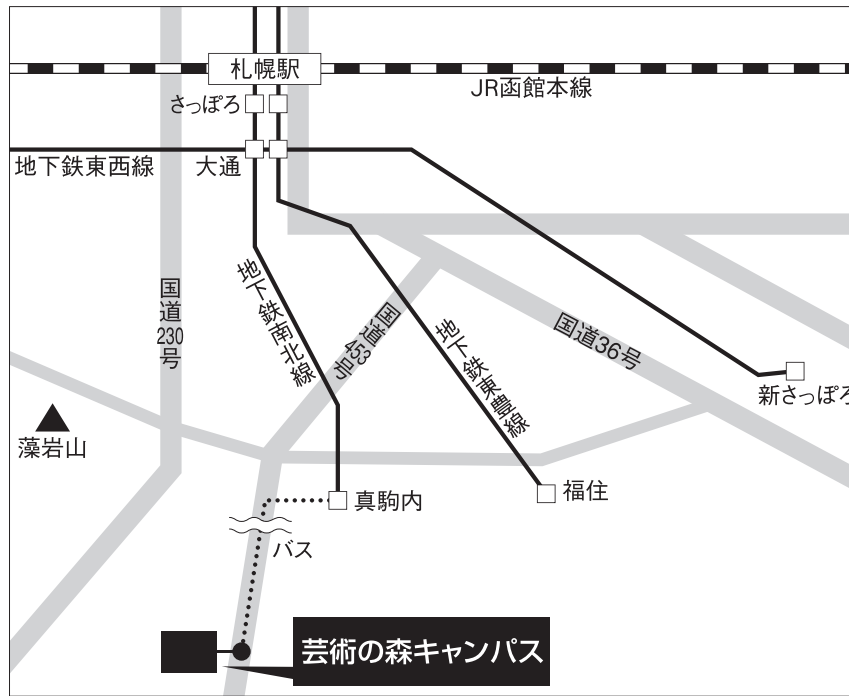 札幌駅
JR函館本線
さっぽろ
地下鉄東西線
大通
国道230号
地下鉄南北線
国道453号
地下鉄東豊線
国道36号
新さっぽろ
藻岩山
真駒内
福住
バス
芸術の森キャンパス